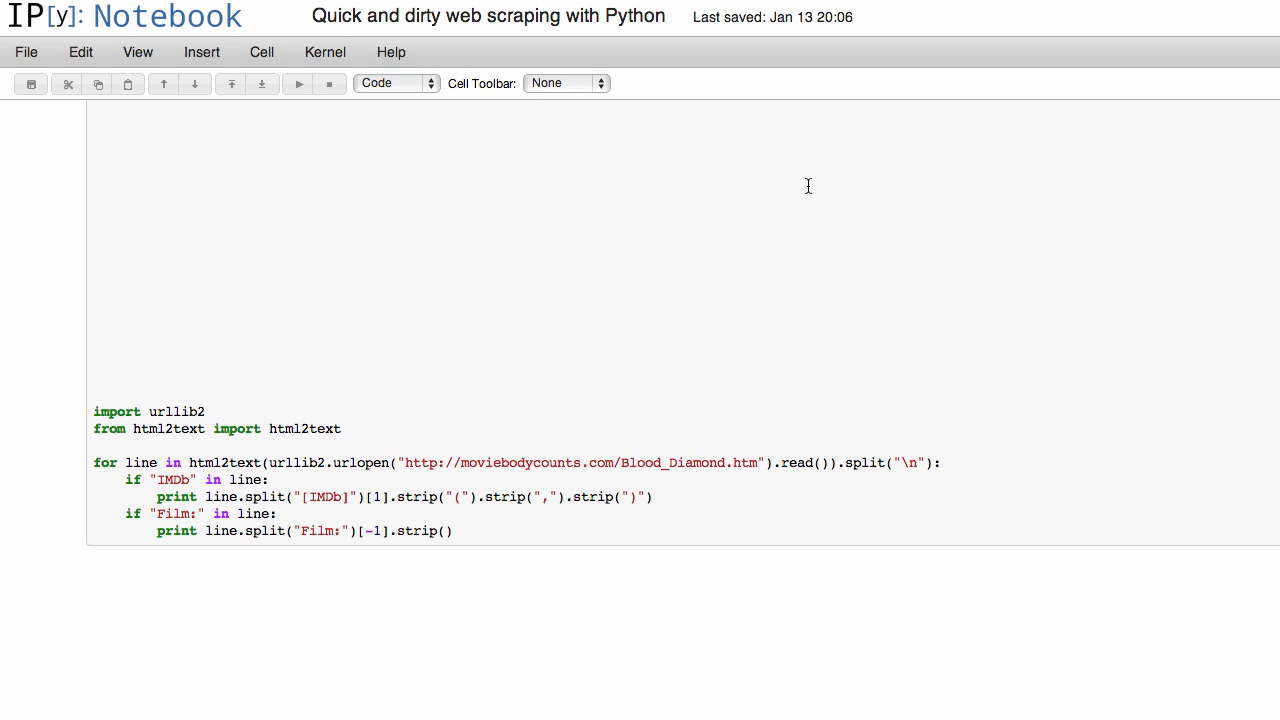 IP[y]: Notebook Quick and dirty web scraping with Python Last saved: Jan 13 20:06
File Edit View Insert Cell Kernel Help
Code Cell Toolbar: None
import urllib2
from html2text import html2text
for line in html2text(urllib2.urlopen("http://moviebodycounts.com/Blood_Diamond.htm").read()).split("\n"):
    if "IMDb" in line:
        print line.split("[IMDb]")[1].strip("(").strip(",").strip(")")
    if "Film:" in line:
        print line.split("Film:")[-1].strip()